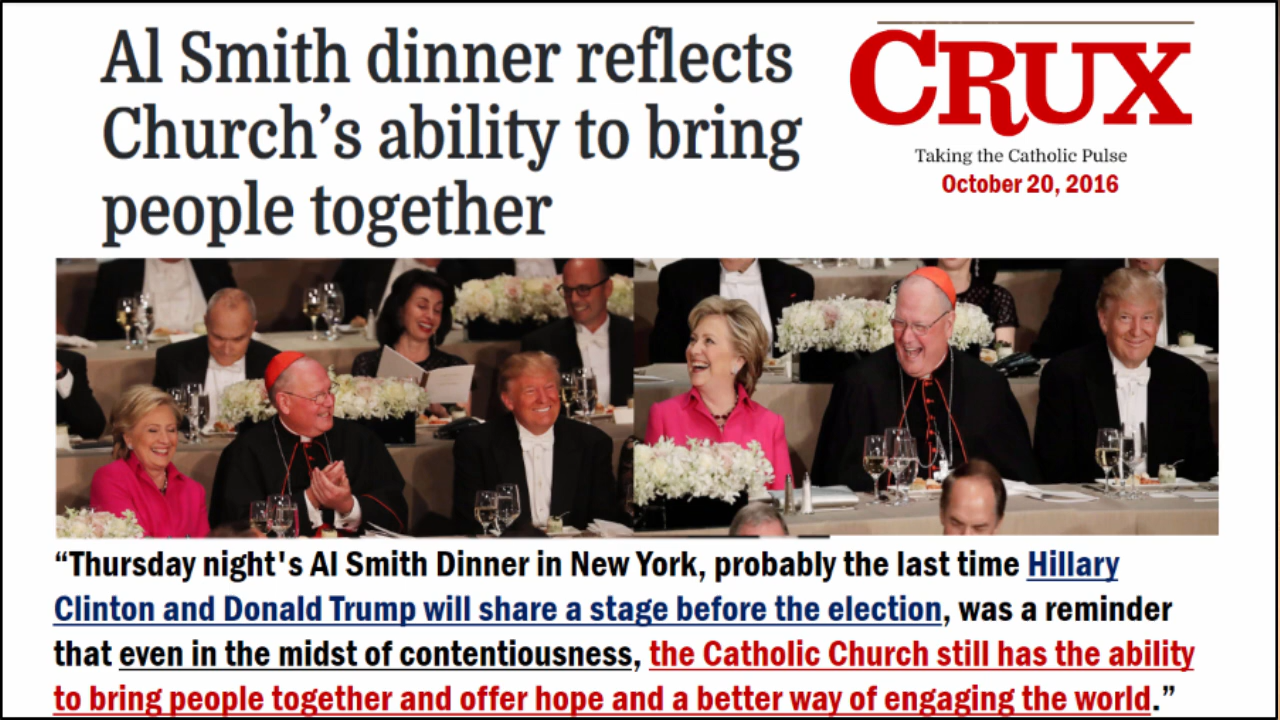 Al Smith dinner reflects
Church’s ability to bring
people together
CRUX
Taking the Catholic Pulse
October 20, 2016
“Thursday night's Al Smith Dinner in New York, probably the last time Hillary
Clinton and Donald Trump will share a stage before the election, was a reminder
that even in the midst of contentiousness, the Catholic Church still has the ability
to bring people together and offer hope and a better way of engaging the world.”